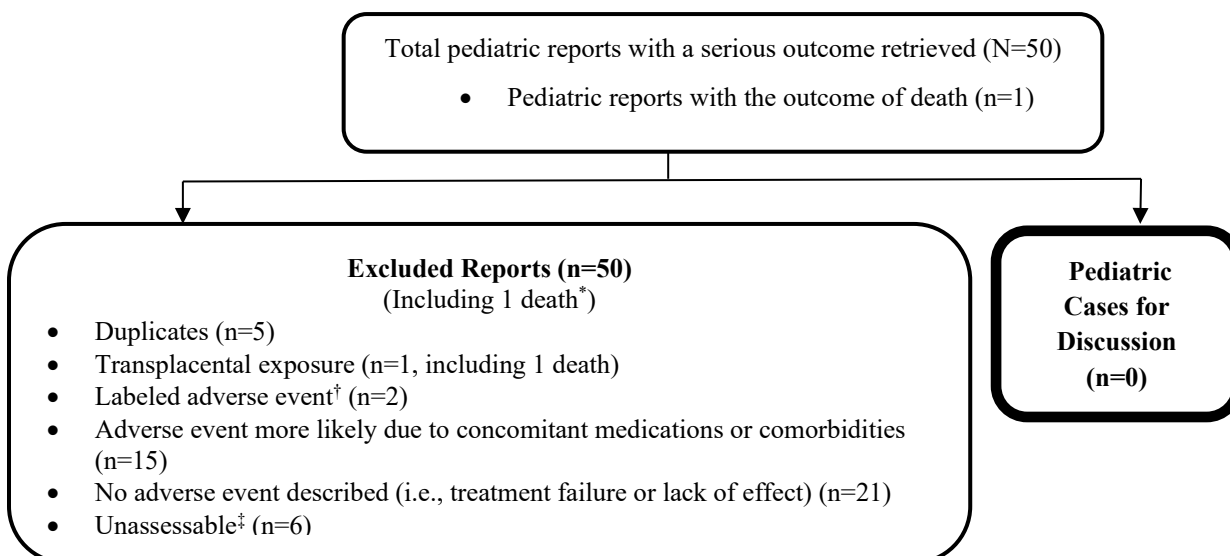 Total pediatric reports with a serious outcome retrieved (N=50)
• Pediatric reports with the outcome of death (n=1)
Excluded Reports (n=50)
(Including 1 death*)
• Duplicates (n=5)
• Transplacental exposure (n=1, including 1 death)
• Labeled adverse event† (n=2)
• Adverse event more likely due to concomitant medications or comorbidities
(n=15)
• No adverse event described (i.e., treatment failure or lack of effect) (n=21)
• Unassessable‡ (n=6)
Pediatric
Cases for
Discussion
(n=0)